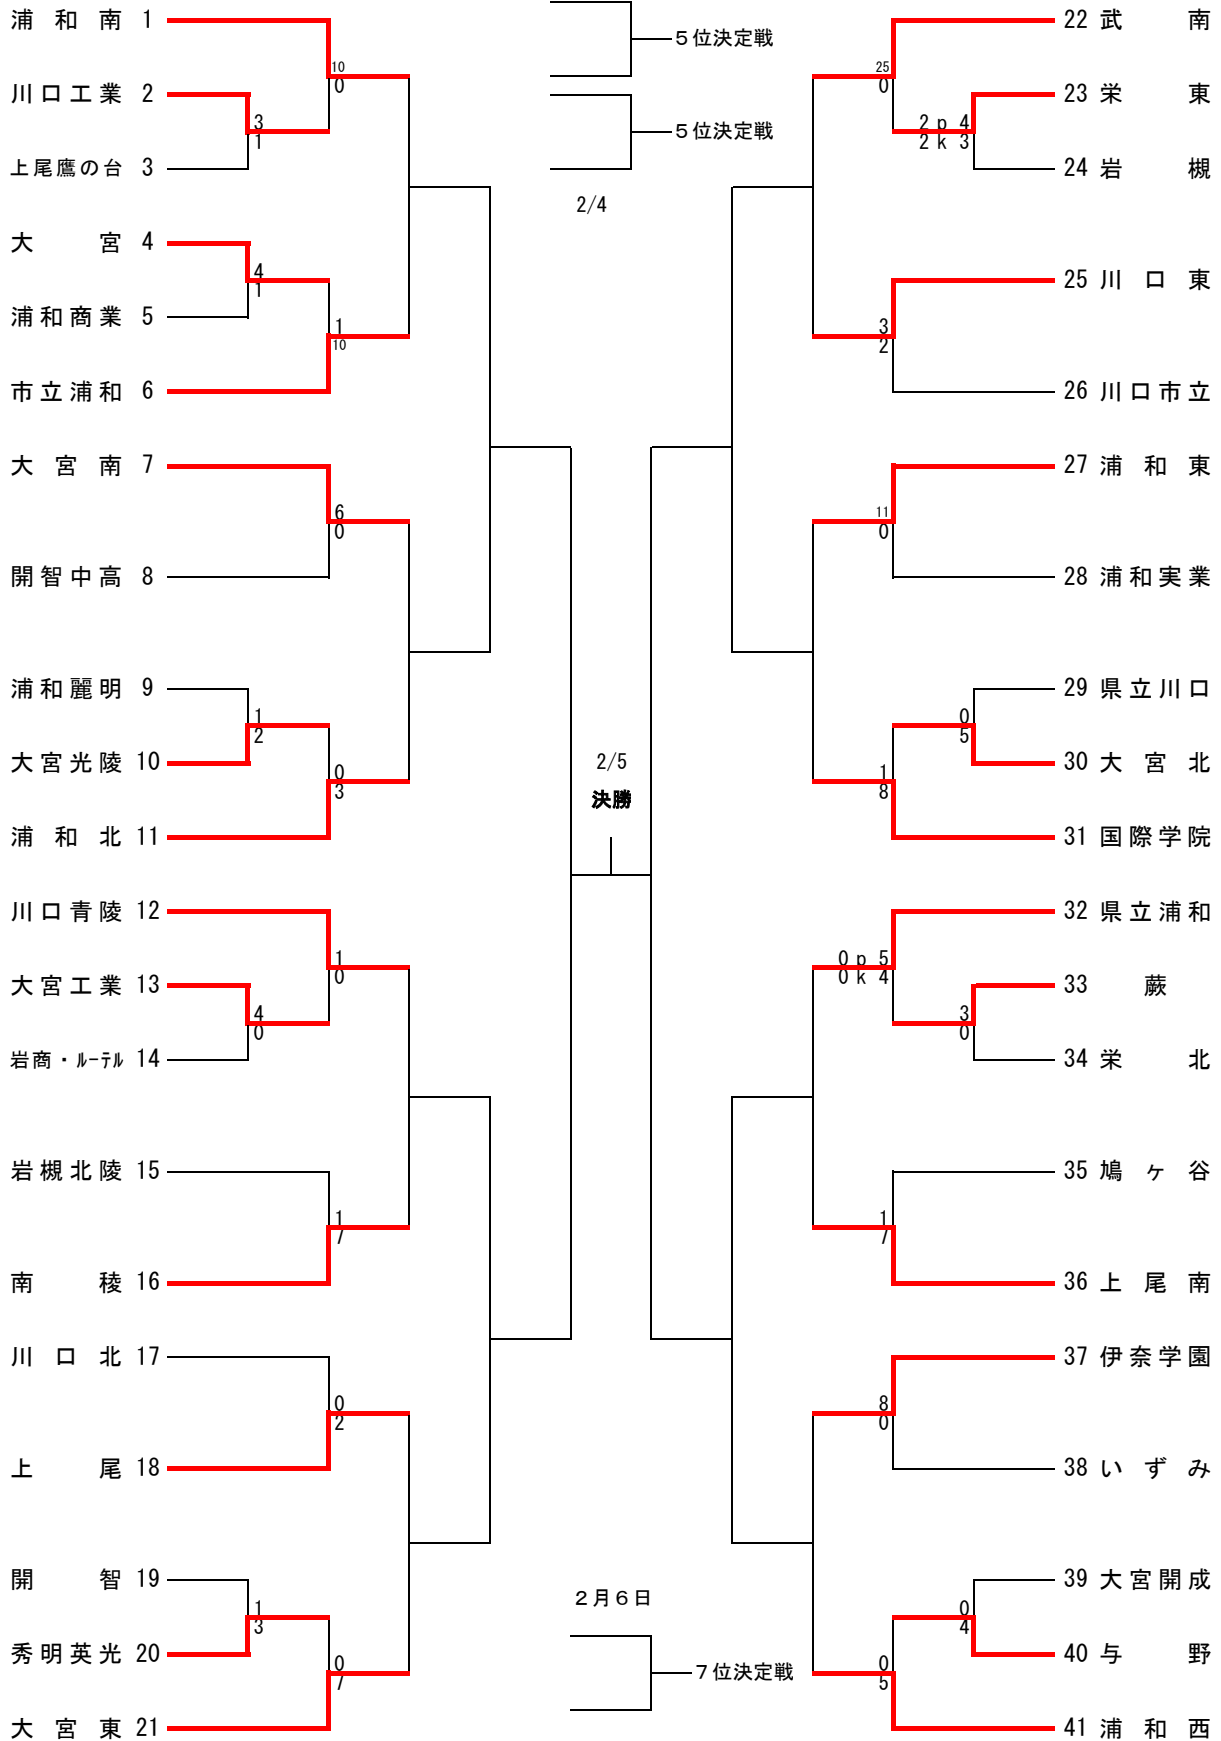 浦和南 1
10
0
川口工業 2
3
1
上尾鷹の台 3
大宮 4
4
1
浦和商業 5
1
10
市立浦和 6
大宮南 7
6
0
開智中高 8
浦和麗明 9
1
2
大宮光陵 10
0
3
浦和北 11
川口青陵 12
1
0
大宮工業 13
4
0
岩商・ルーテル 14
岩槻北陵 15
1
7
南稜 16
川口北 17
0
2
上尾 18
開智 19
1
3
秀明英光 20
0
7
大宮東 21
5位決定戦
5位決定戦
2/4
2/5
決勝
2月6日
7位決定戦
22 武南
25
0
23 栄東
2 p 4
2 k 3
24 岩槻
25 川口東
3
2
26 川口市立
27 浦和東
11
0
28 浦和実業
29 県立川口
0
5
30 大宮北
1
8
31 国際学院
32 県立浦和
0 p 5
0 k 4
33 蕨
3
0
34 栄北
35 鳩ヶ谷
1
7
36 上尾南
37 伊奈学園
8
0
38 いずみ
39 大宮開成
0
4
40 与野
0
5
41 浦和西